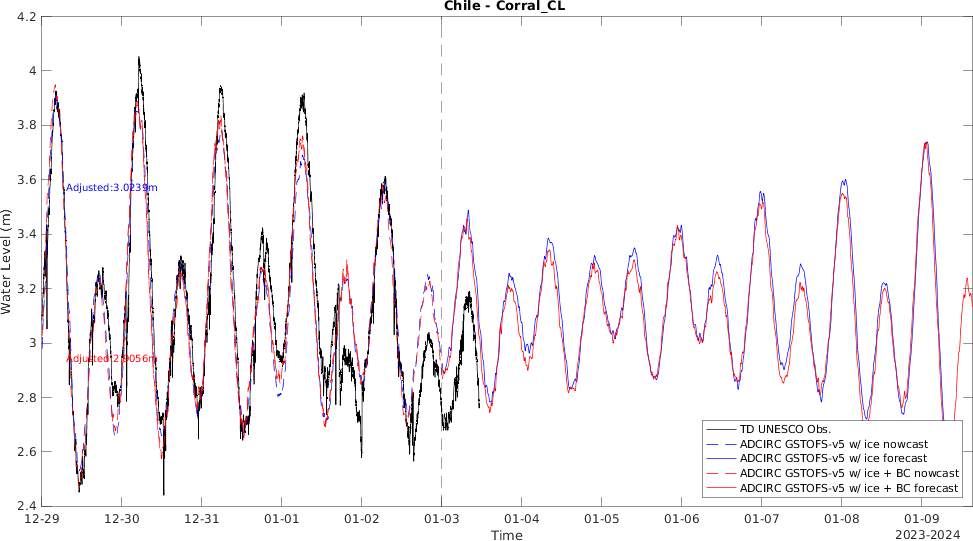 Chile - Corral_CL
4.2
4
3.8
3.6
3.4
3.2
3
2.8
2.6
2.4
Water Level (m)
Adjusted:3.0239m
Adjusted:2.9056m
TD UNESCO Obs.
ADCIRC GSTOFS-v5 w/ ice nowcast
ADCIRC GSTOFS-v5 w/ ice forecast
ADCIRC GSTOFS-v5 w/ ice + BC nowcast
ADCIRC GSTOFS-v5 w/ ice + BC forecast
12-29 12-30 12-31 01-01 01-02 01-03 01-04 01-05 01-06 01-07 01-08 01-09
Time
2023-2024